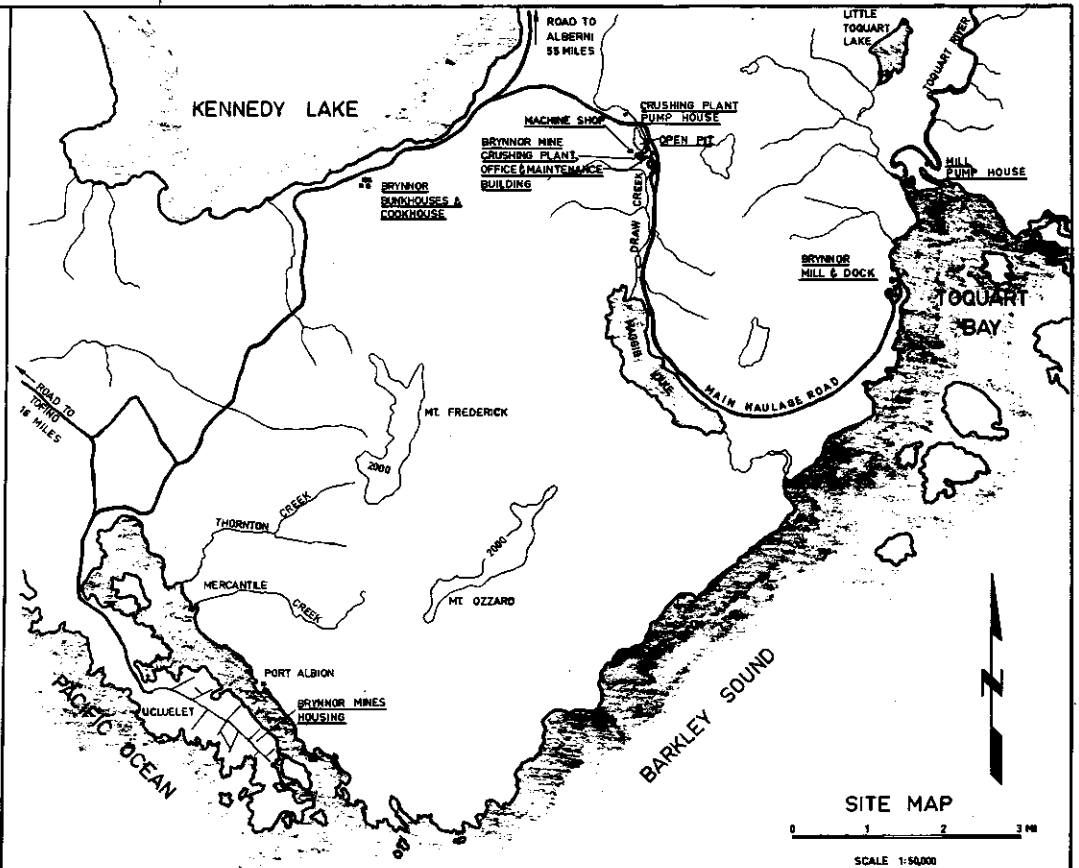 ROAD TO
ALBERNI
55 MILES
LITTLE
TOQUART
LAKE
TOQUART RIVER
KENNEDY LAKE
CRUSHING PLANT
PUMP HOUSE
MACHINE SHOP
OPEN PIT
BRYNNOR MINE
CRUSHING PLANT
OFFICE & MAINTENANCE
BUILDING
BRYNNOR
BUNKHOUSES &
COOKHOUSE
MILL
PUMP HOUSE
DRAW CREEK
BRYNNOR
MILL & DOCK
TOQUART
BAY
LAKE
MAIN HAULAGE ROAD
ROAD TO
TOFINO
16 MILES
MT. FREDERICK
2000
THORNTON CREEK
2000
MERCANTILE
CREEK
MT. OZZARD
PORT ALBION
BRYNNOR MINES
HOUSING
UCLUELET
PACIFIC OCEAN
BARKLEY SOUND
N
SITE MAP
0 1 2 3 MI
SCALE 1:50,000